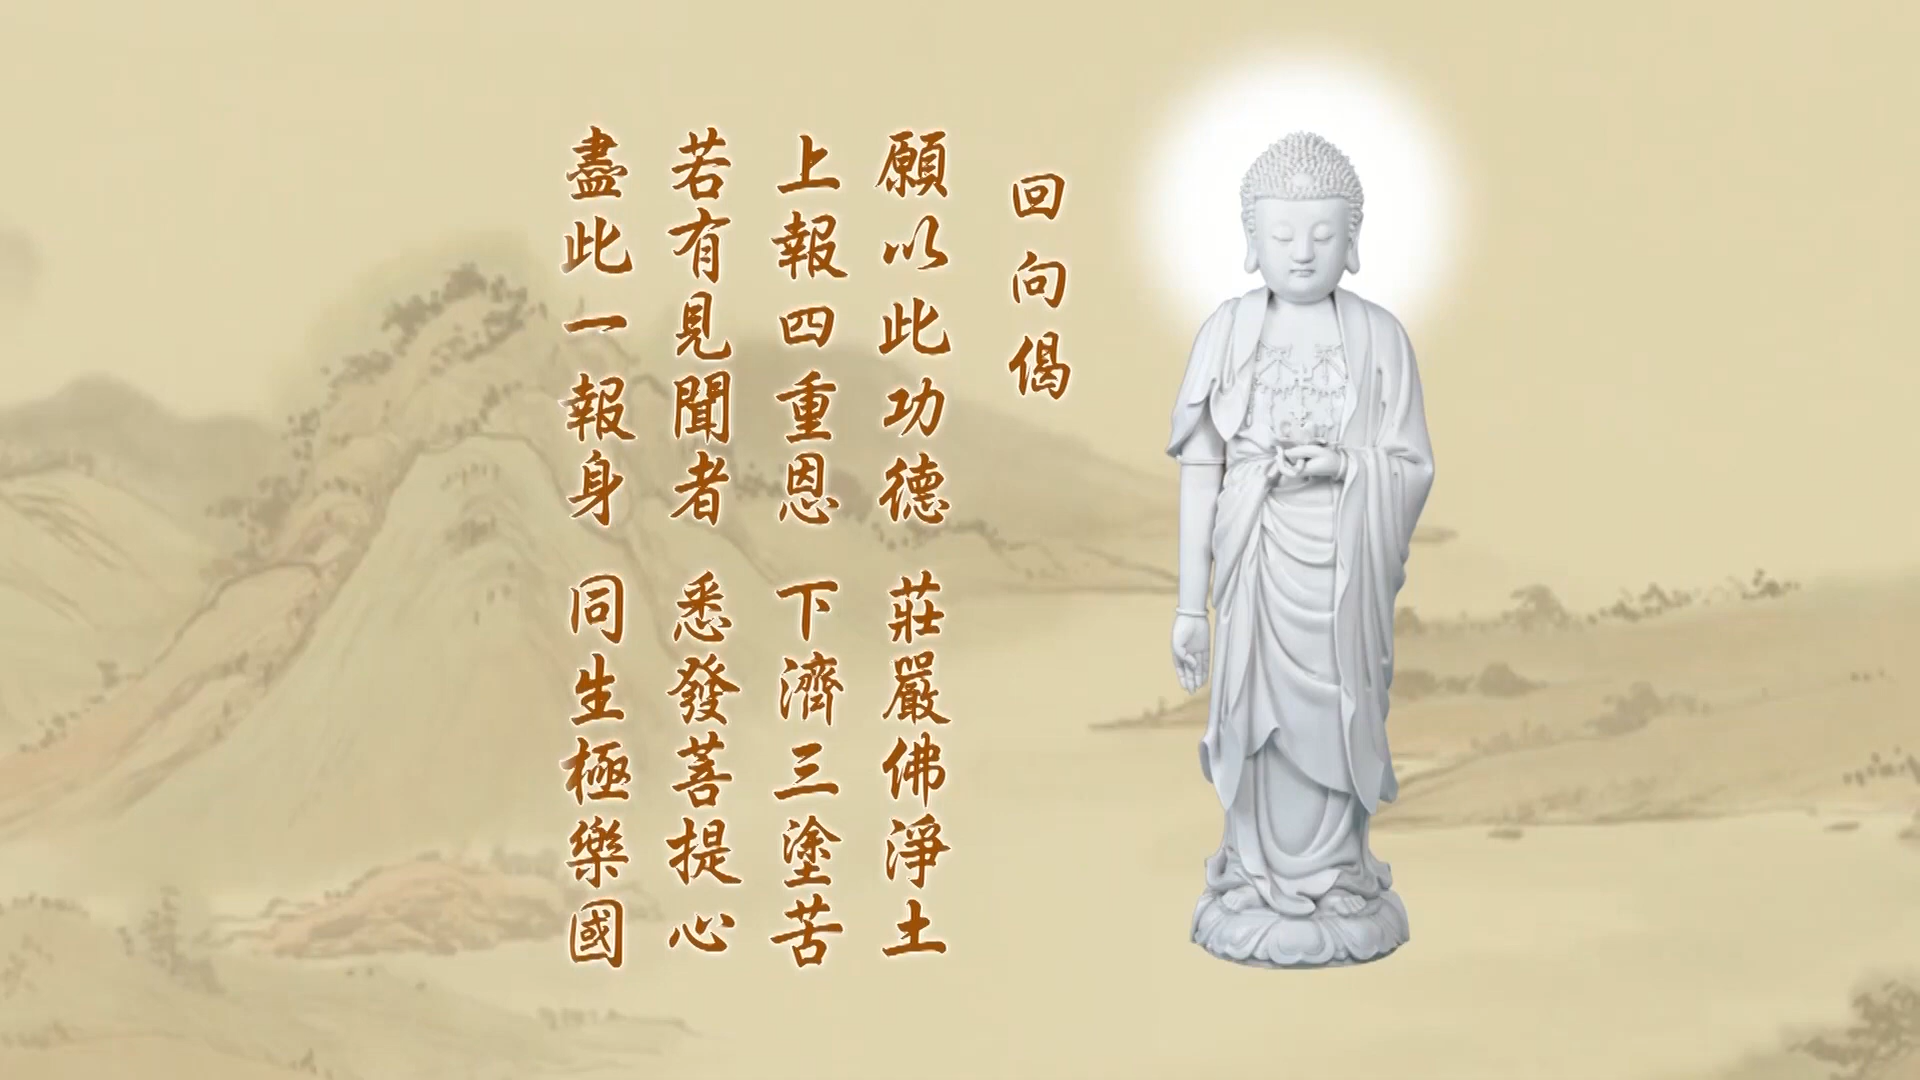 回向偈
願以此功德 莊嚴佛淨土
上報四重恩 下濟三塗苦
若有見聞者 悉發菩提心
盡此一報身 同生極樂國